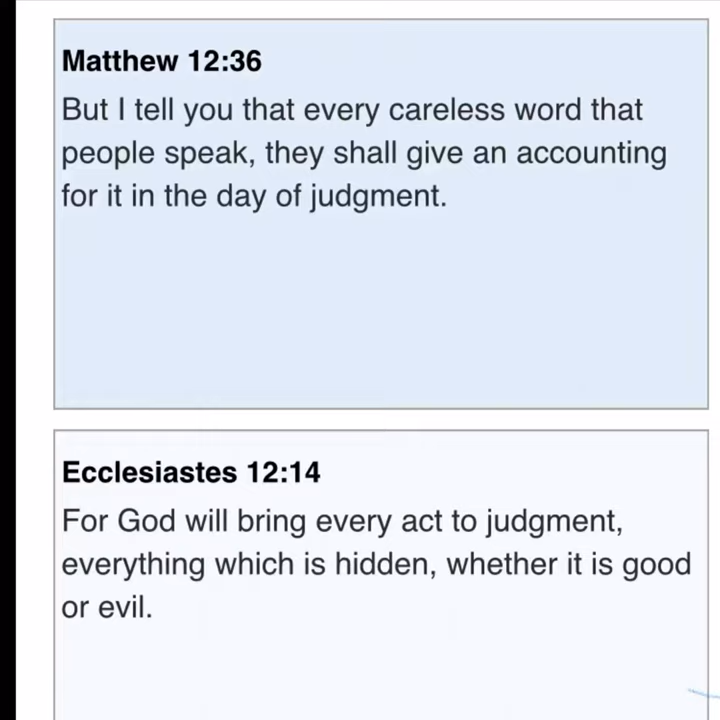 Matthew 12:36
But I tell you that every careless word that
people speak, they shall give an accounting
for it in the day of judgment.
Ecclesiastes 12:14
For God will bring every act to judgment,
everything which is hidden, whether it is good
or evil.